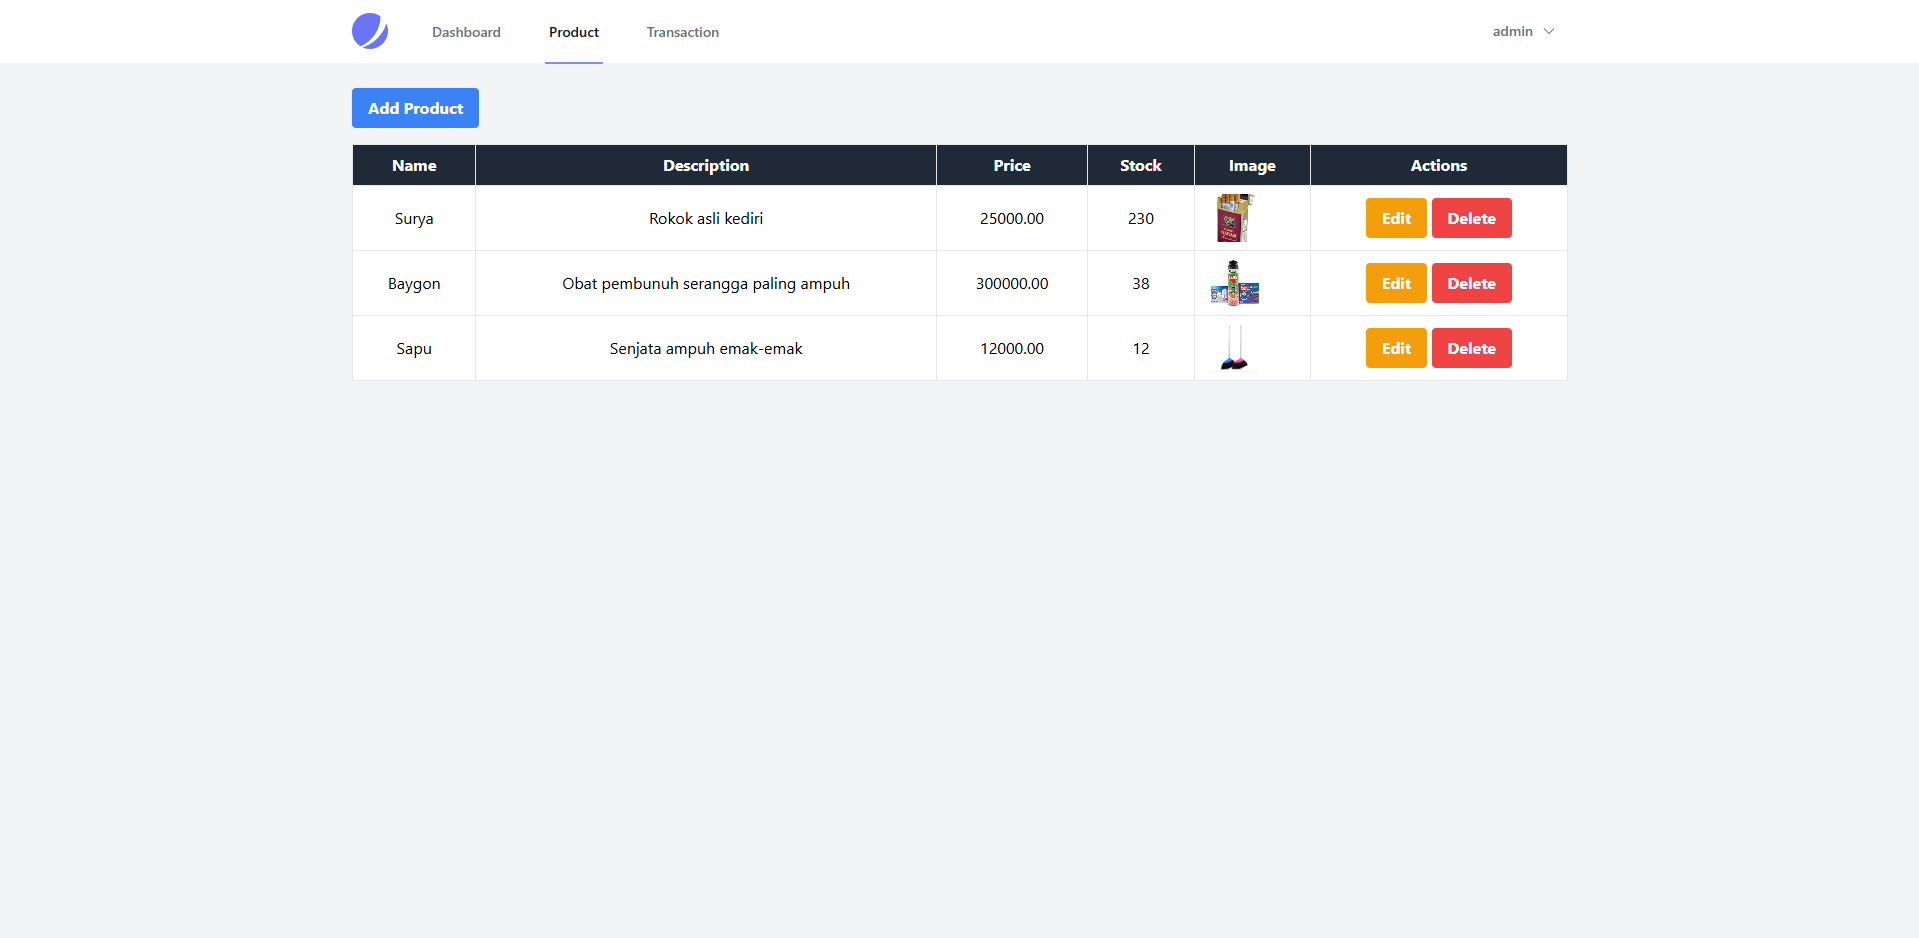 Dashboard Product Transaction admin
Add Product
Name Description Price Stock Image Actions
Surya Rokok asli kediri 25000.00 230 Edit Delete
Baygon Obat pembunuh serangga paling ampuh 300000.00 38 Edit Delete
Sapu Senjata ampuh emak-emak 12000.00 12 Edit Delete